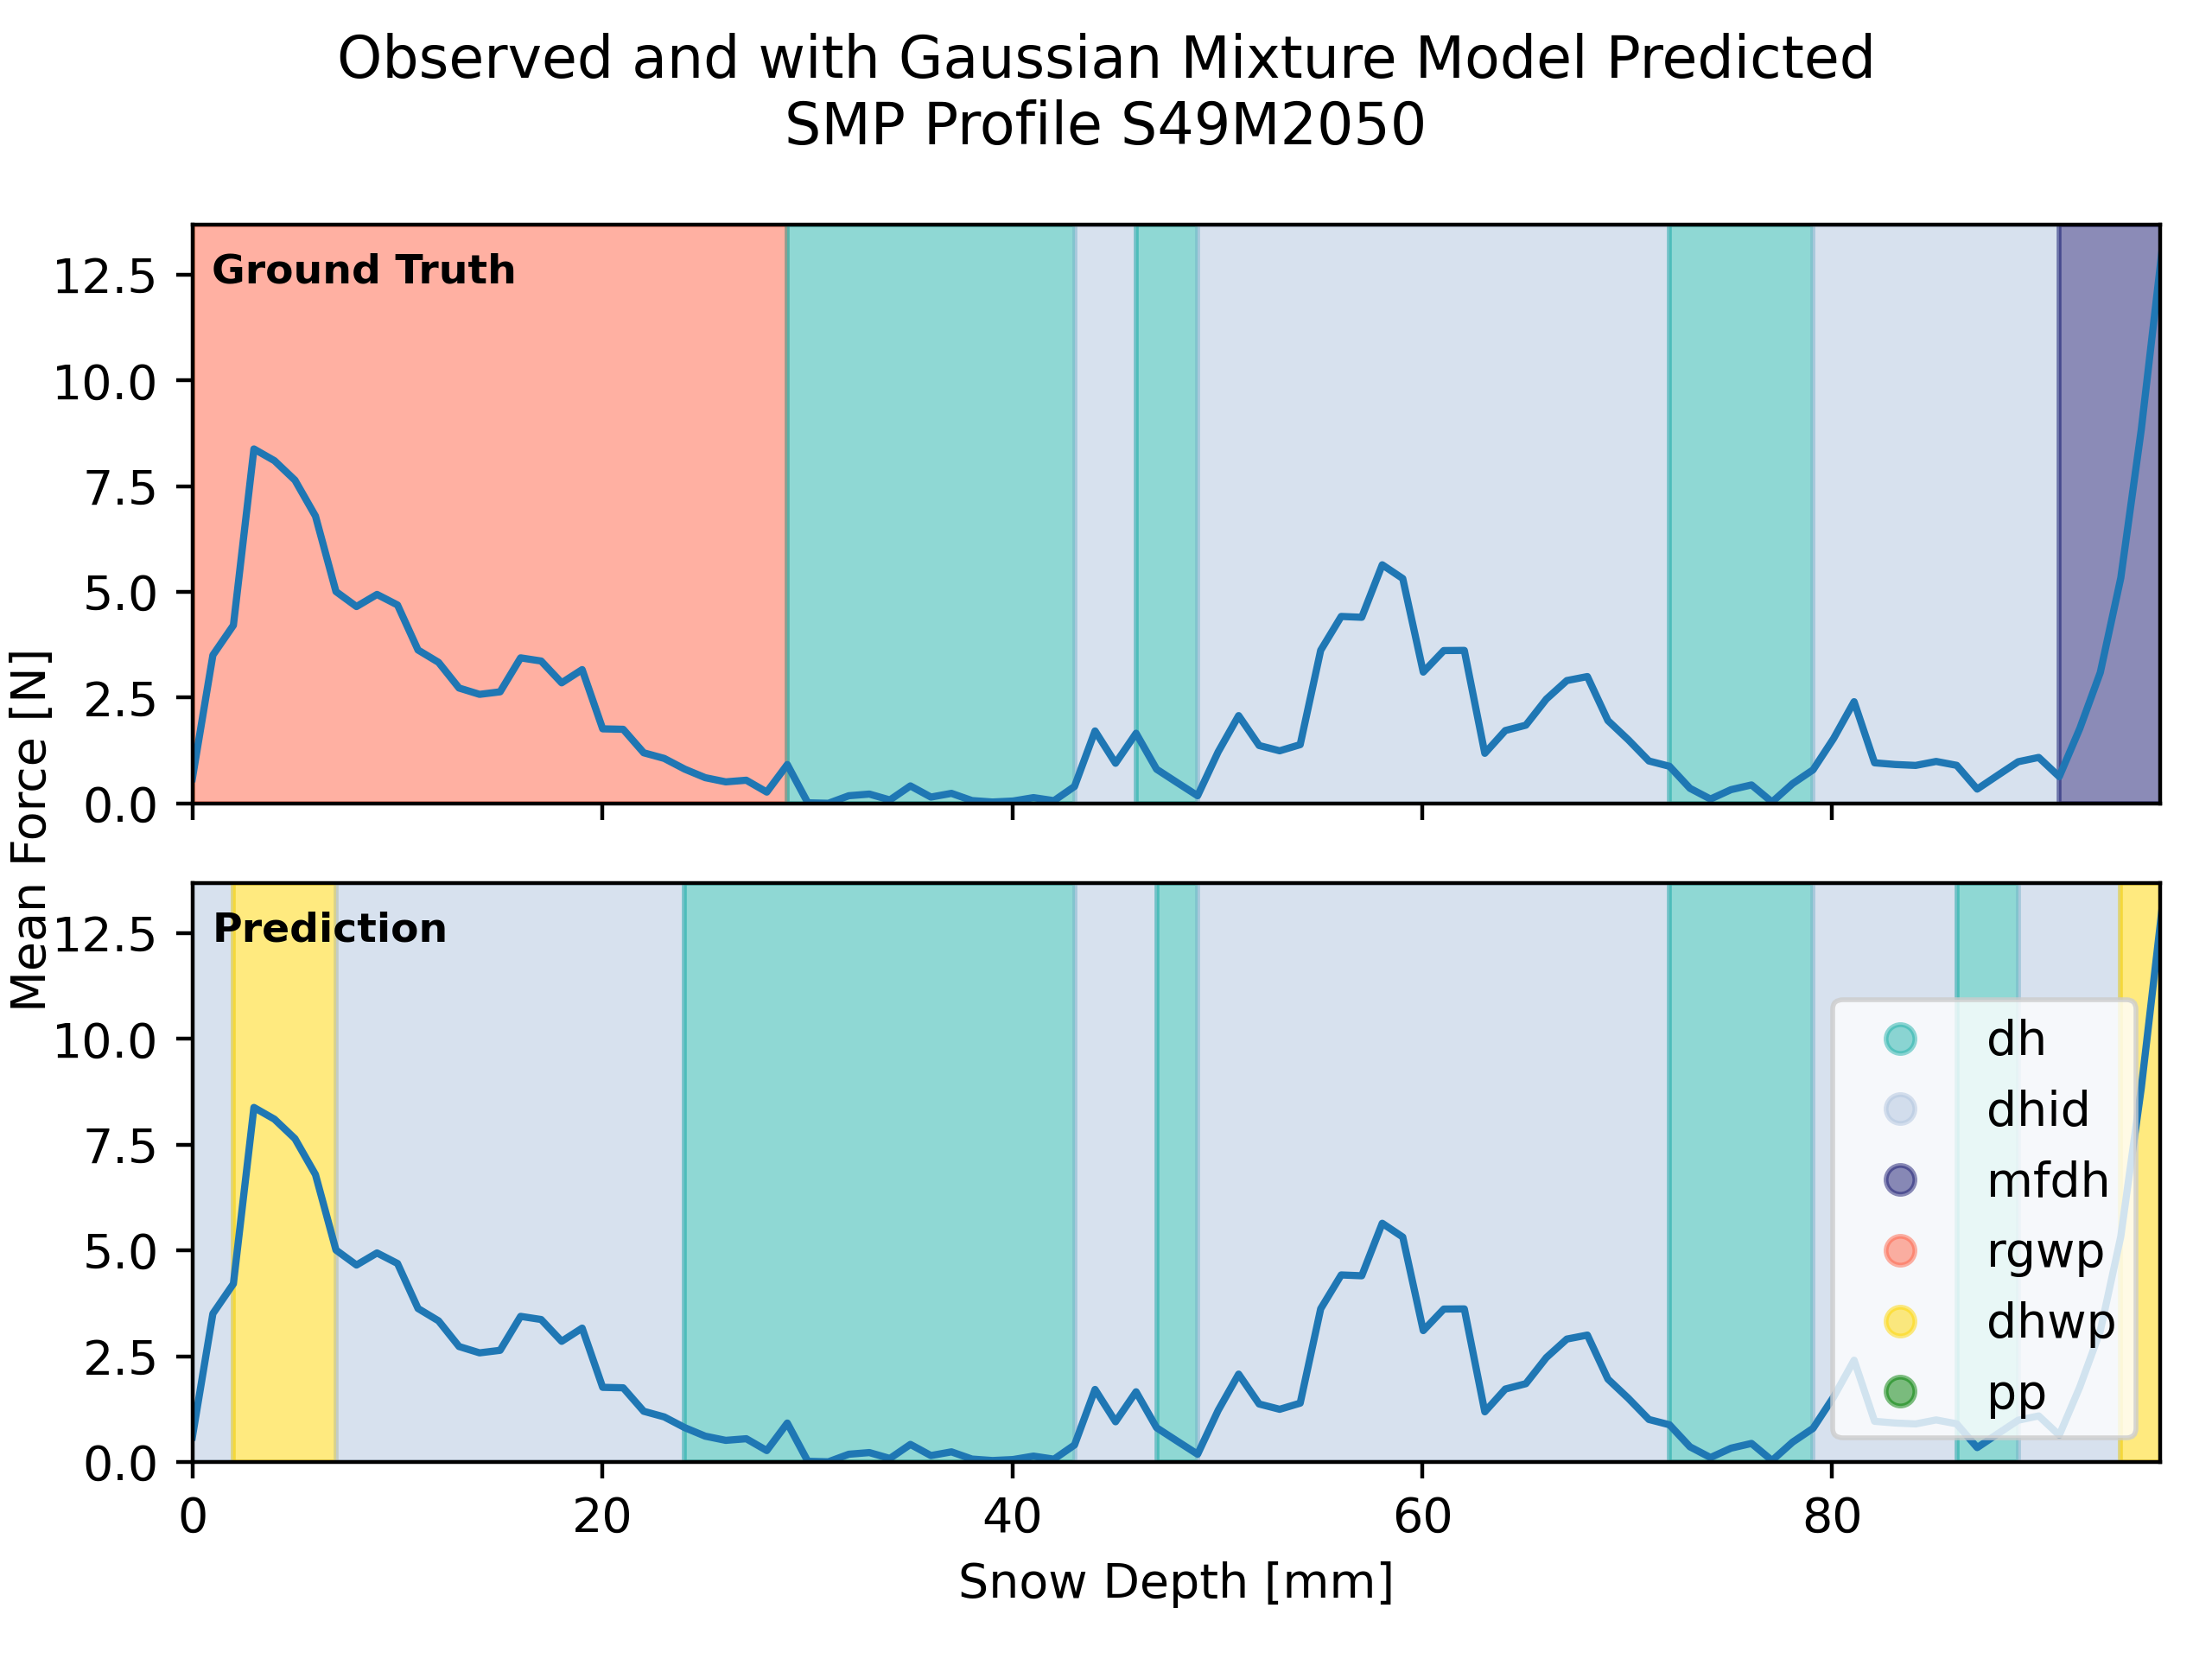 Observed and with Gaussian Mixture Model Predicted
SMP Profile S49M2050
Mean Force [N]
Ground Truth
12.5
10.0
7.5
5.0
2.5
0.0
Prediction
12.5
10.0
7.5
5.0
2.5
0.0
dh
dhid
mfdh
rgwp
dhwp
pp
0 20 40 60 80
Snow Depth [mm]